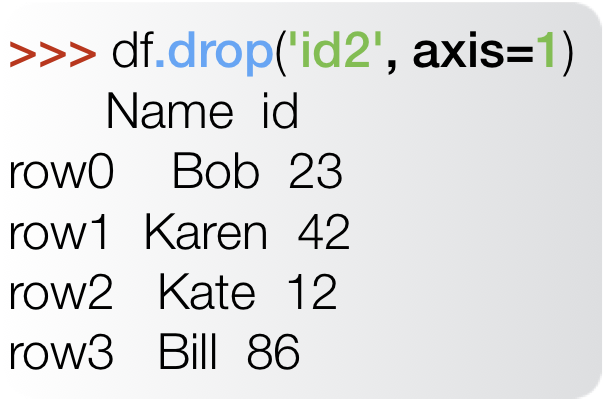 >>> df.drop('id2', axis=1)
Name id
row0 Bob 23
row1 Karen 42
row2 Kate 12
row3 Bill 86